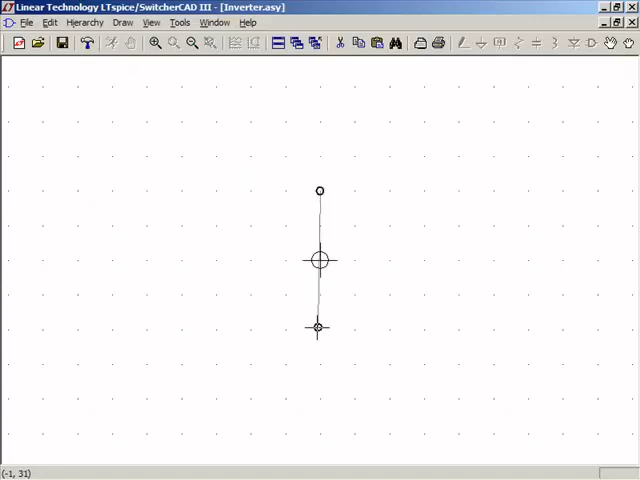 Linear Technology LTspice/SwitcherCAD III - [Inverter.asy]
File Edit Hierarchy Draw View Tools Window Help
(-1, 31)